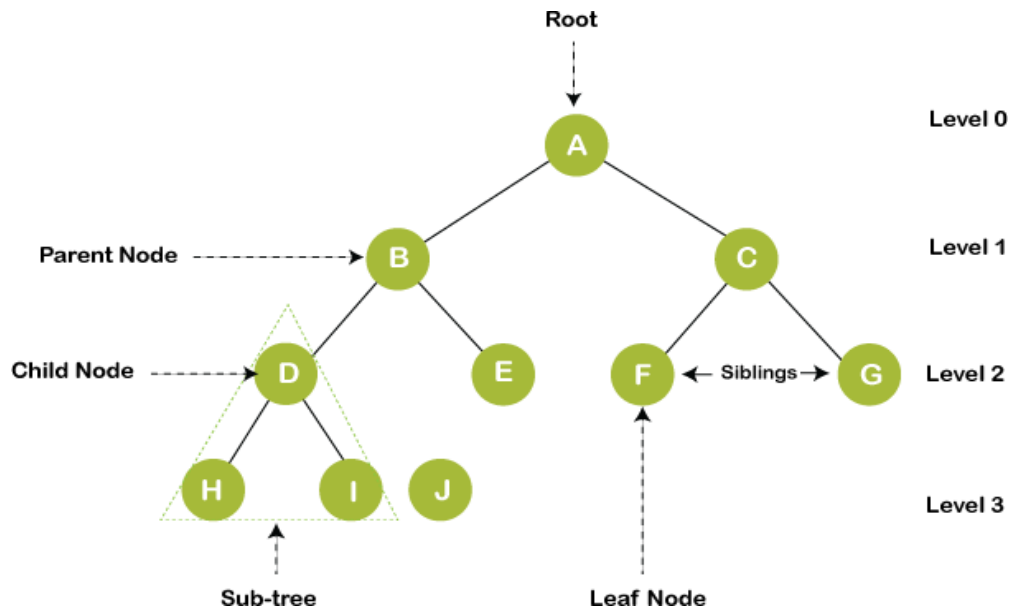 Root
Level 0
A
Parent Node
B
C
Level 1
Child Node
D
E
F
Siblings
G
Level 2
H
I
J
Level 3
Sub-tree
Leaf Node